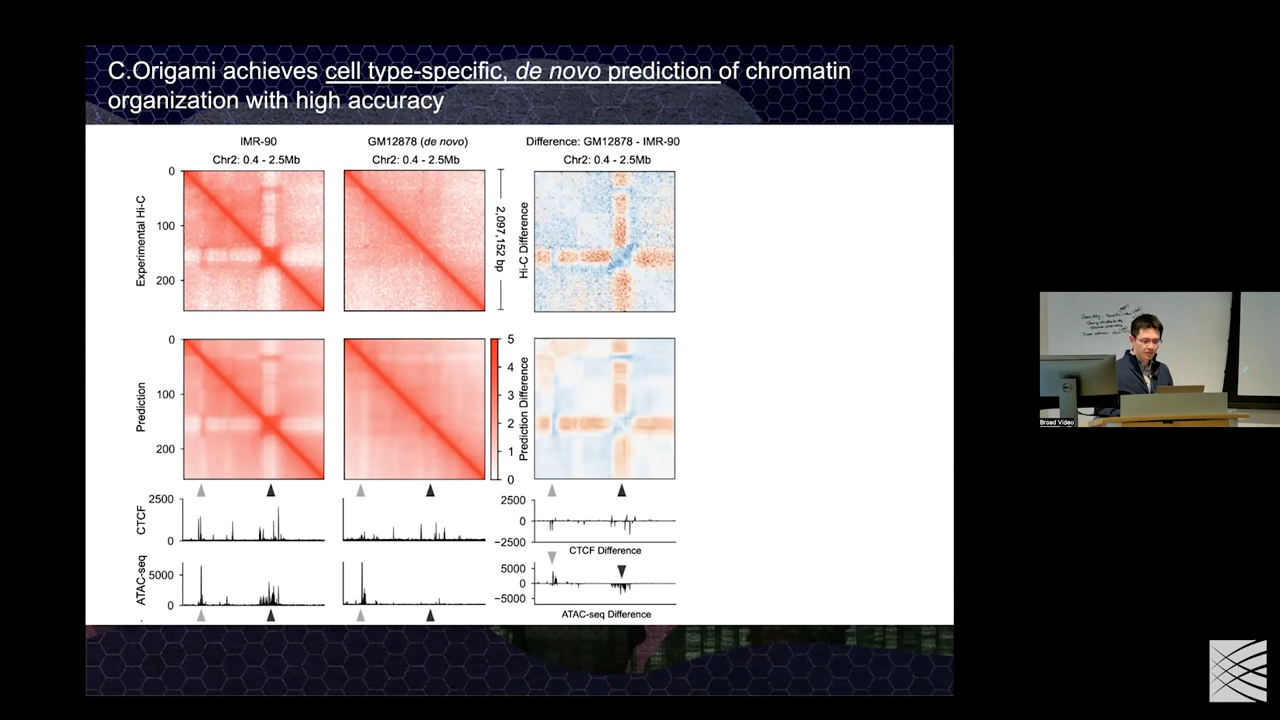 C.Origami achieves cell type-specific, de novo prediction of chromatin
organization with high accuracy
IMR-90
Chr2: 0.4 - 2.5Mb
GM12878 (de novo)
Chr2: 0.4 - 2.5Mb
Difference: GM12878 - IMR-90
Chr2: 0.4 - 2.5Mb
Experimental Hi-C
0
100
200
2,097,152 bp
Hi-C Difference
Prediction
0
100
200
5
4
3
2
1
0
Prediction Difference
CTCF
2500
0
2500
0
−2500
CTCF Difference
ATAC-seq
5000
0
5000
0
−5000
ATAC-seq Difference
Broad Video